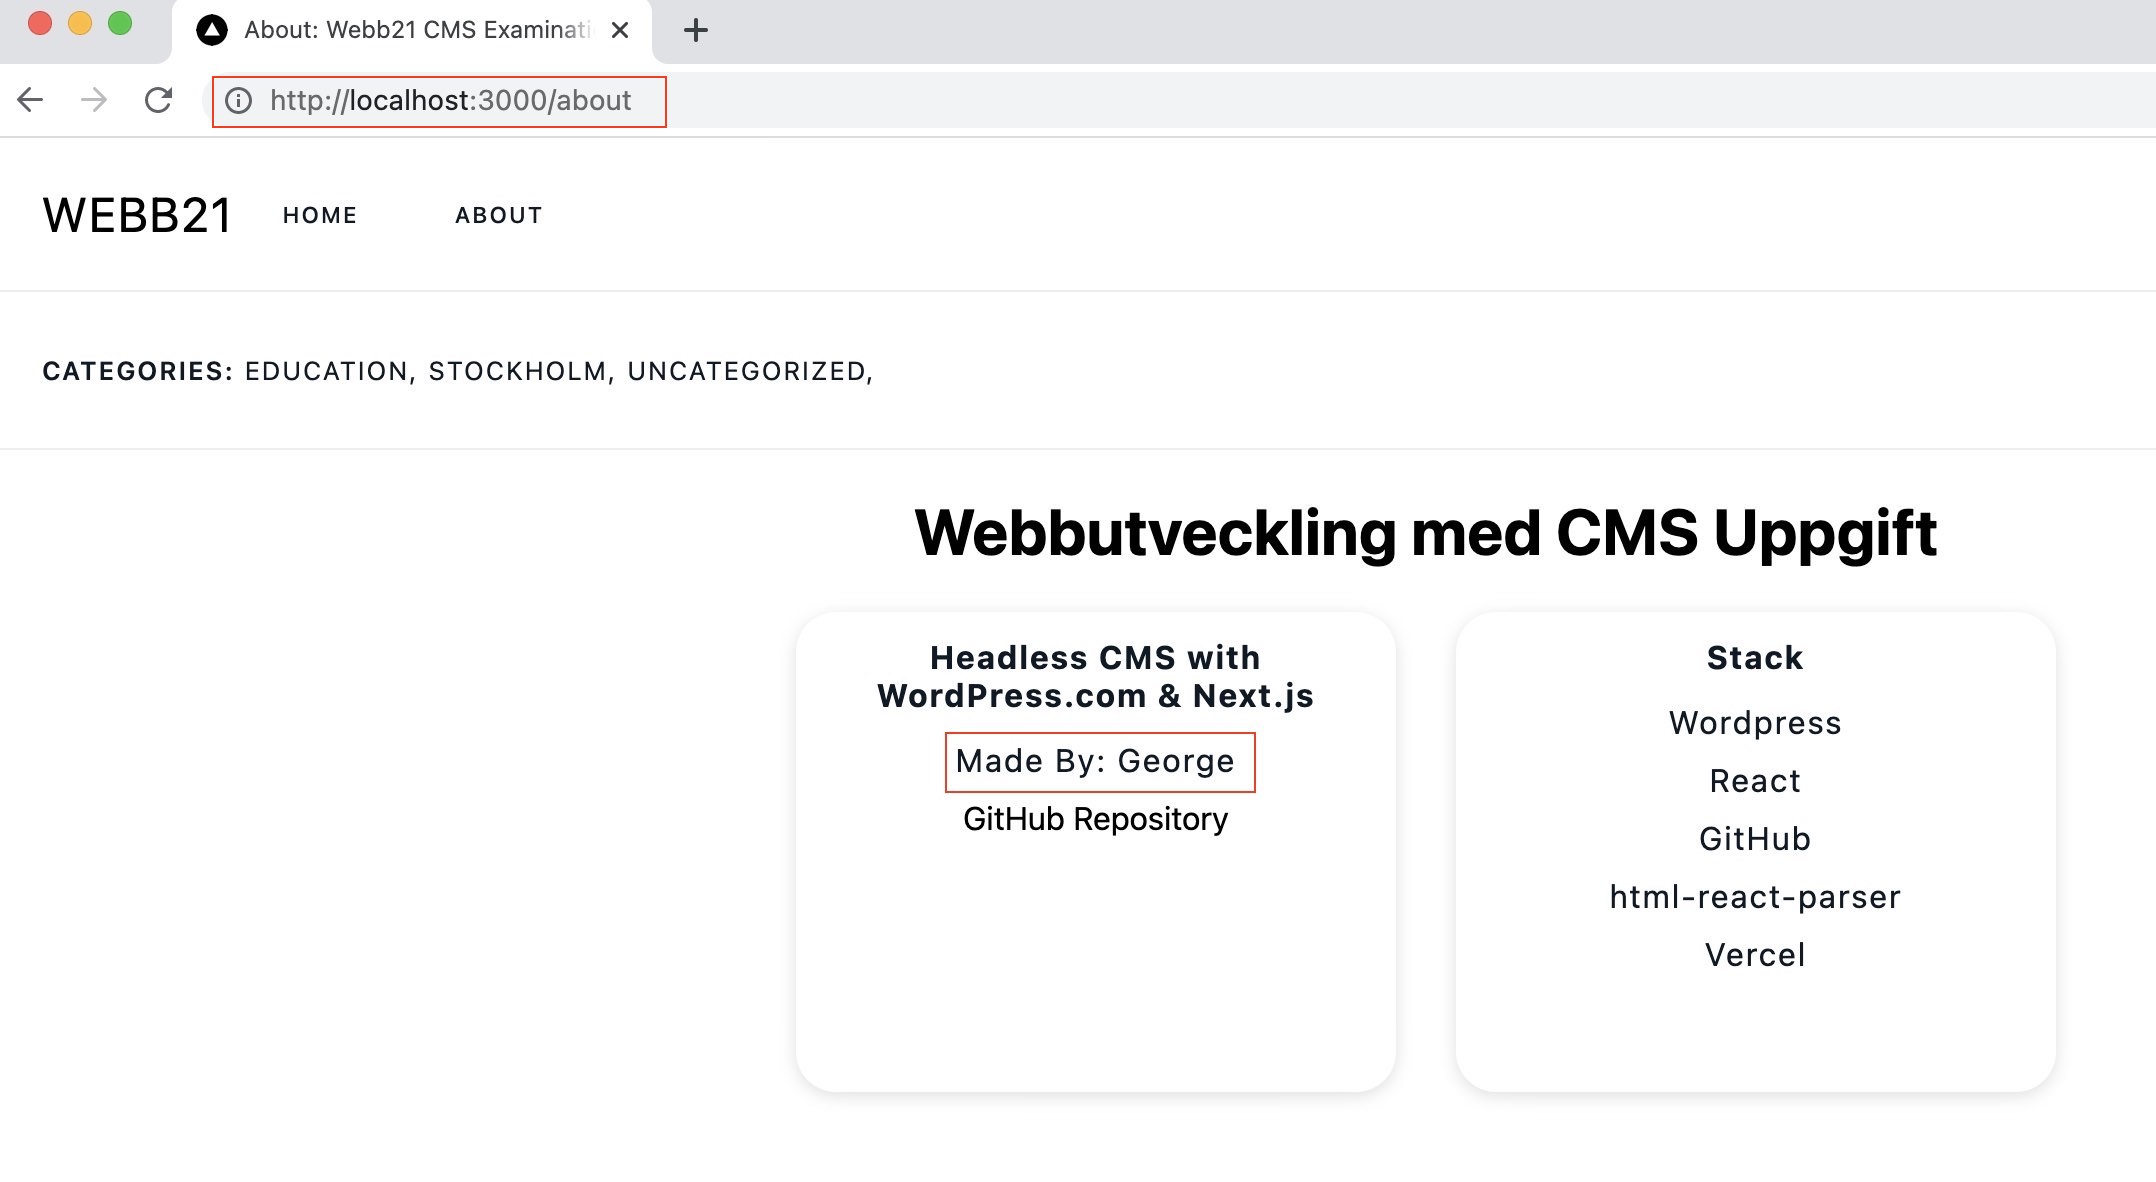 About: Webb21 CMS Examinati
http://localhost:3000/about
WEBB21 HOME ABOUT
CATEGORIES: EDUCATION, STOCKHOLM, UNCATEGORIZED,
Webbutveckling med CMS Uppgift
Headless CMS with
WordPress.com & Next.js
Made By: George
GitHub Repository
Stack
Wordpress
React
GitHub
html-react-parser
Vercel